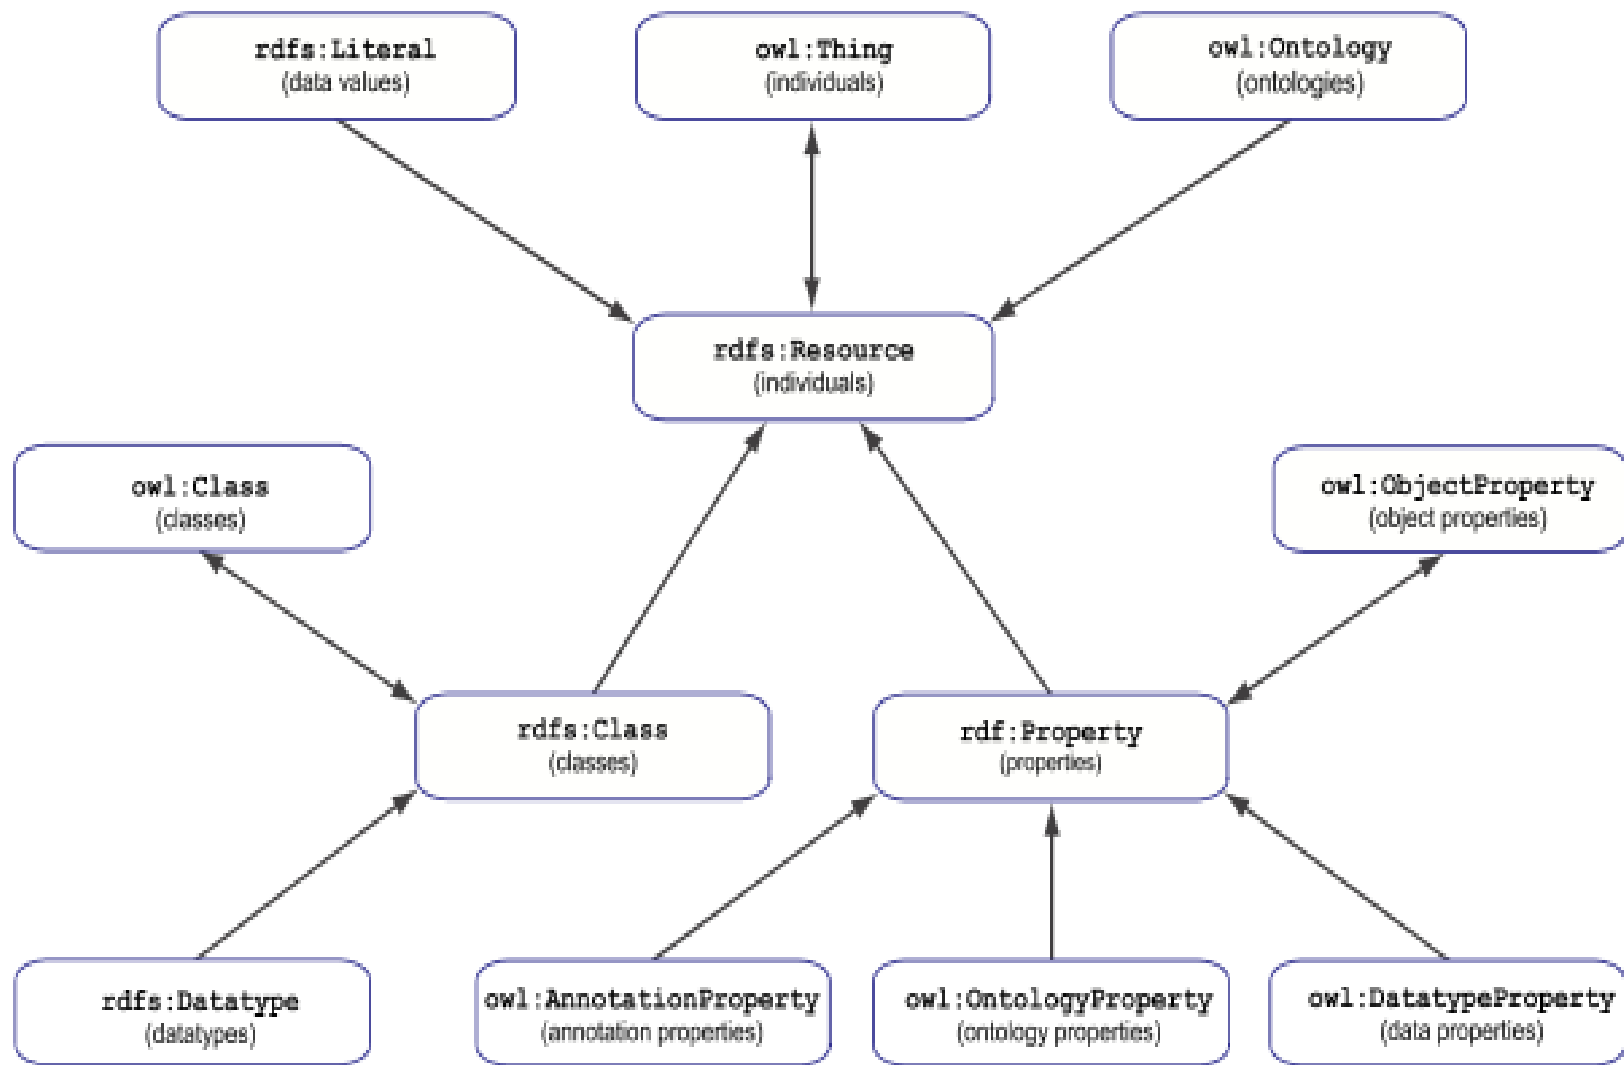 rdfs:Literal
(data values)
owl:Thing
(individuals)
owl:Ontology
(ontologies)
rdfs:Resource
(individuals)
owl:Class
(classes)
owl:ObjectProperty
(object properties)
rdfs:Class
(classes)
rdf:Property
(properties)
rdfs:Datatype
(datatypes)
owl:AnnotationProperty
(annotation properties)
owl:OntologyProperty
(ontology properties)
owl:DatatypeProperty
(data properties)